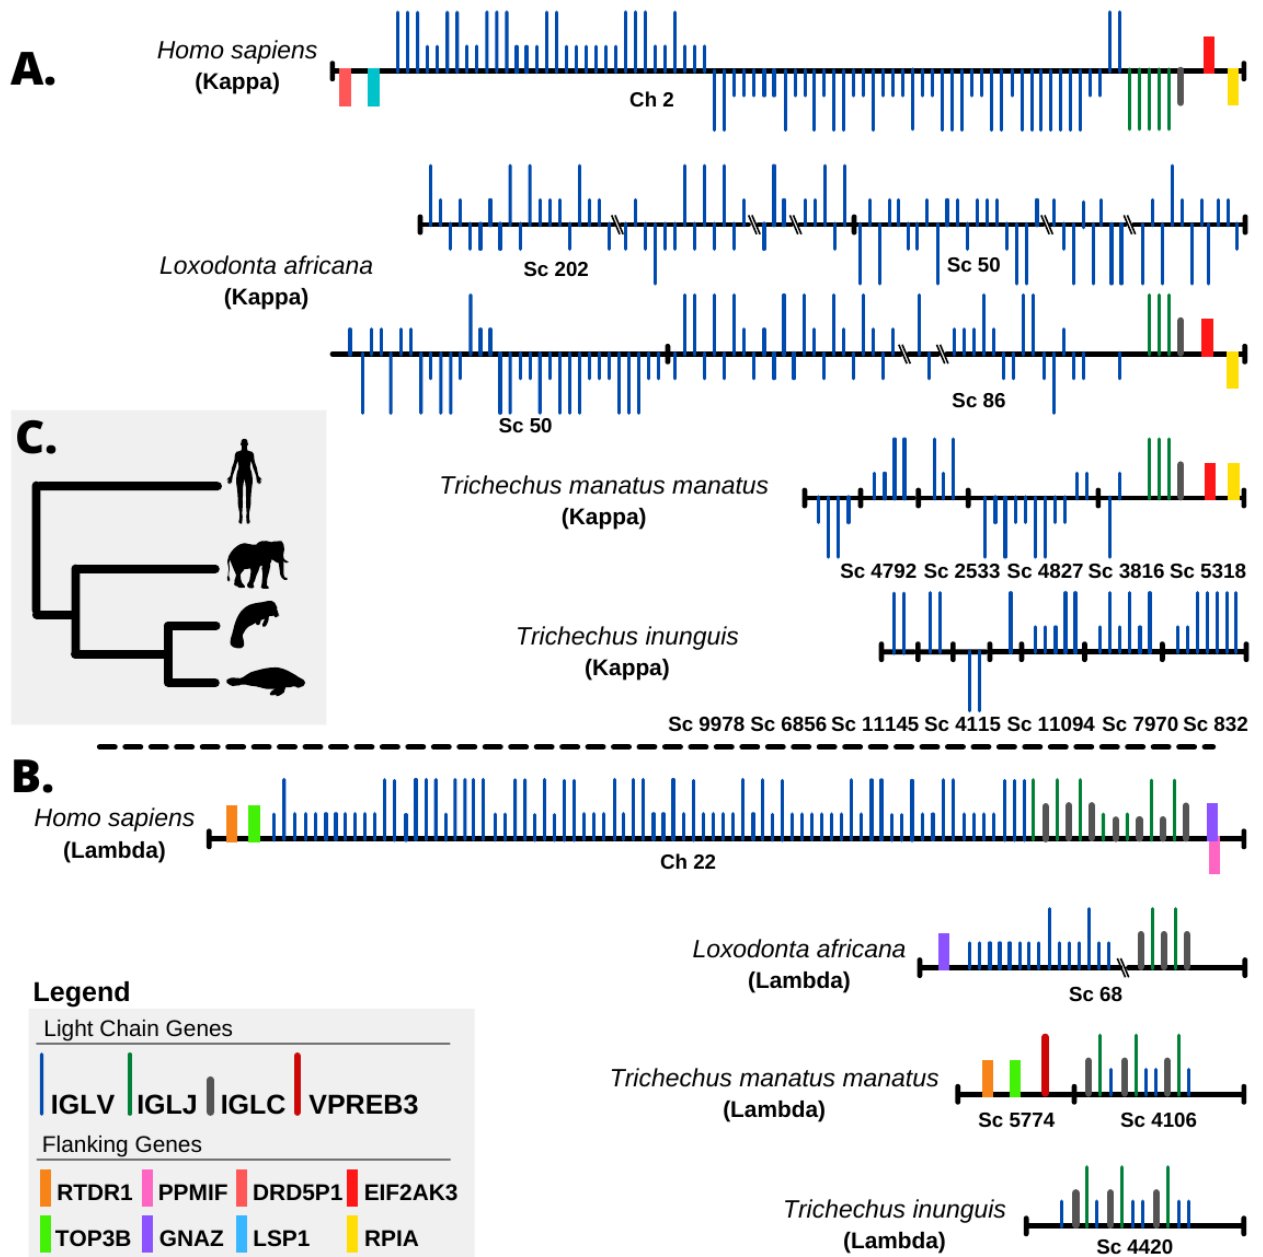 A.
Homo sapiens
(Kappa)
Ch 2
Loxodonta africana
(Kappa)
Sc 202
Sc 50
Sc 50
Sc 86
C.
Trichechus manatus manatus
(Kappa)
Sc 4792 Sc 2533 Sc 4827 Sc 3816 Sc 5318
Trichechus inunguis
(Kappa)
Sc 9978 Sc 6856 Sc 11145 Sc 4115 Sc 11094 Sc 7970 Sc 832
B.
Homo sapiens
(Lambda)
Ch 22
Loxodonta africana
(Lambda)
Sc 68
Trichechus manatus manatus
(Lambda)
Sc 5774
Sc 4106
Trichechus inunguis
(Lambda)
Sc 4420
Legend
Light Chain Genes
IGLV IGLJ IGLC VPREB3
Flanking Genes
RTDR1 PPMIF DRD5P1 EIF2AK3
TOP3B GNAZ LSP1 RPIA